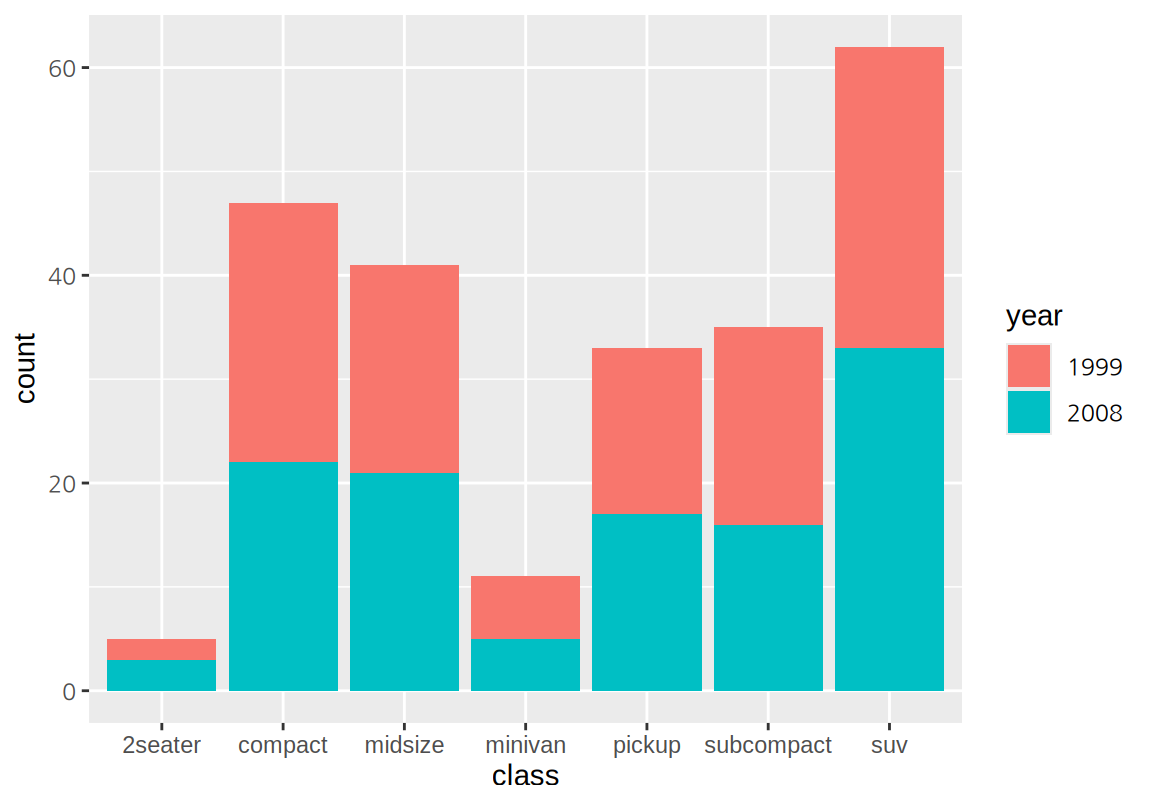 60
40
20
0
count
2seater compact midsize minivan pickup subcompact suv
class
year
1999
2008